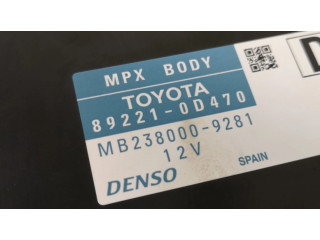 MPX BODY
D
TOYOTA
89221-0D470
MB238000-9281
12V
SPAIN
DENSO